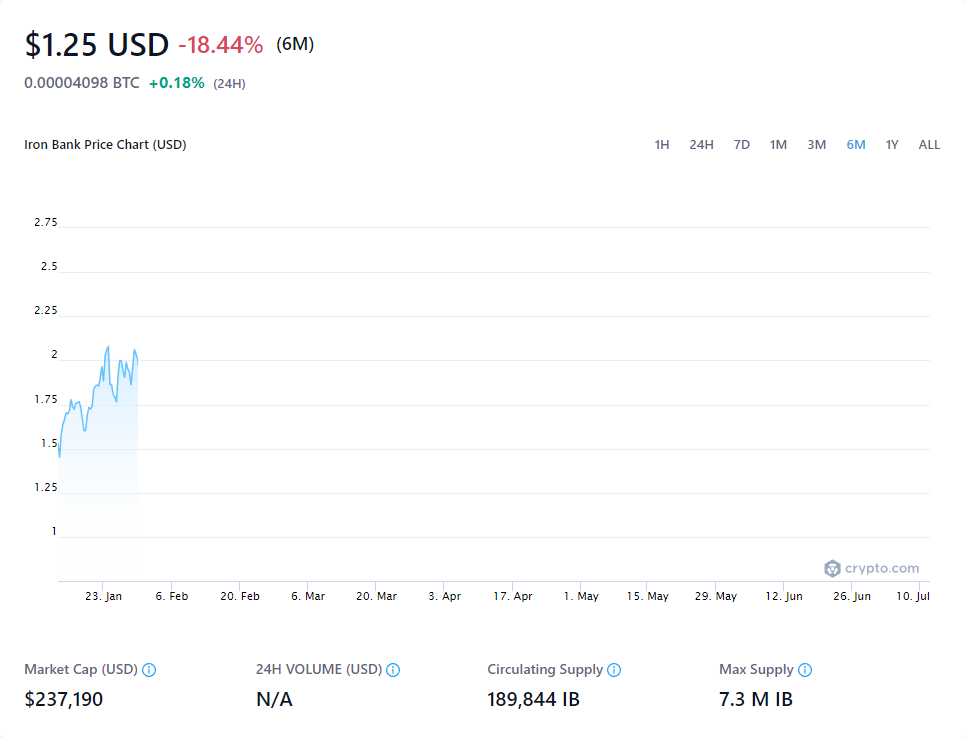 $1.25 USD -18.44% (6M)
0.00004098 BTC +0.18% (24H)
Iron Bank Price Chart (USD) 1H 24H 7D 1M 3M 6M 1Y ALL
2.75
2.5
2.25
2
1.75
1.5
1.25
1
crypto.com
23. Jan 6. Feb 20. Feb 6. Mar 20. Mar 3. Apr 17. Apr 1. May 15. May 29. May 12. Jun 26. Jun 10. Jul
Market Cap (USD) 24H VOLUME (USD) Circulating Supply Max Supply
$237,190 N/A 189,844 IB 7.3 M IB